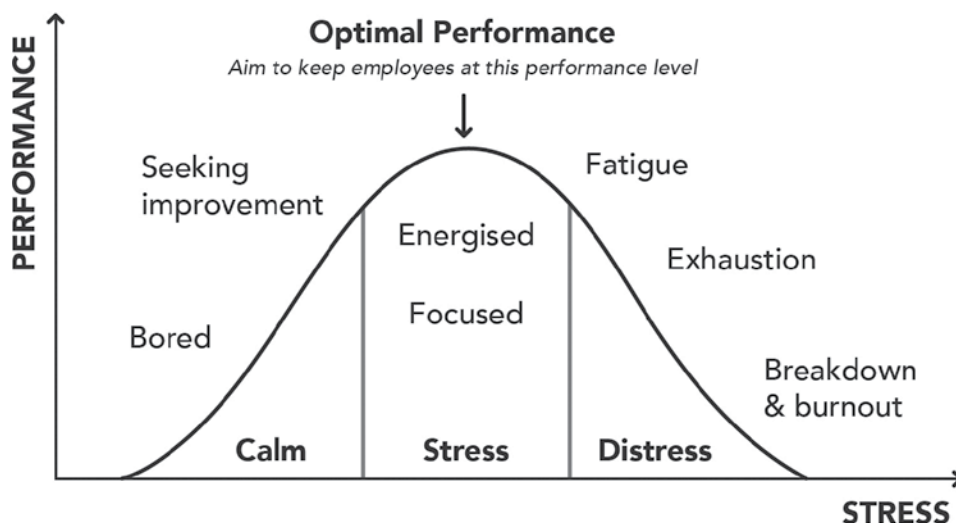 Optimal Performance
Aim to keep employees at this performance level
PERFORMANCE
Seeking
improvement
Fatigue
Energised
Exhaustion
Focused
Bored
Breakdown
& burnout
Calm
Stress
Distress
STRESS